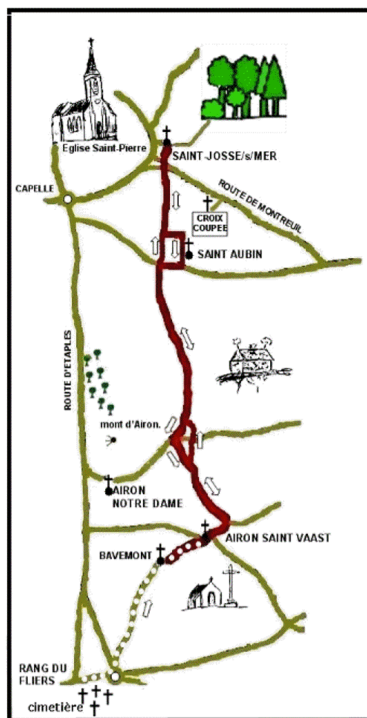 Eglise Saint-Pierre
SAINT-JOSSE/s/MER
CAPELLE
ROUTE DE MONTREUIL
CROIX
COUPEE
SAINT AUBIN
ROUTE D'ETAPLES
mont d'Airon.
AIRON
NOTRE DAME
AIRON SAINT VAAST
BAVEMONT
RANG DU
FLIERS
cimetière